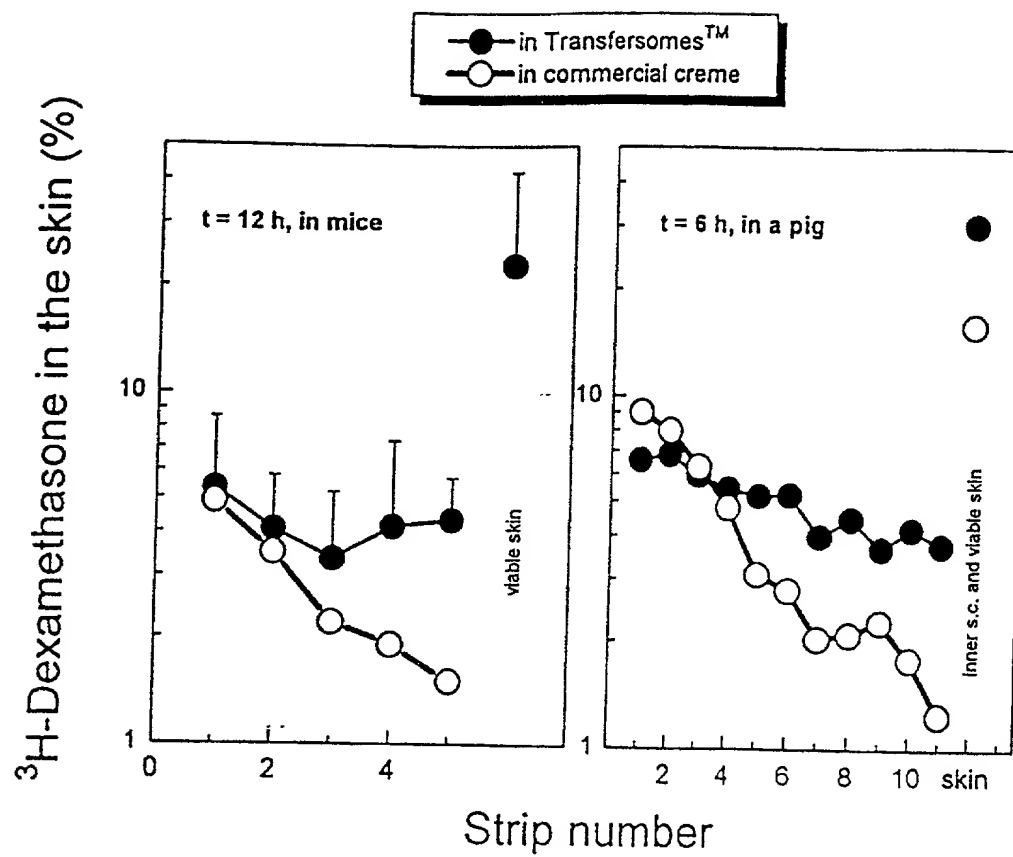 in Transfersomes™
in commercial creme
³H-Dexamethasone in the skin (%)
t = 12 h, in mice
t = 6 h, in a pig
10
10
viable skin
Inner s.c. and viable skin
1
1
0 2 4
2 4 6 8 10 skin
Strip number